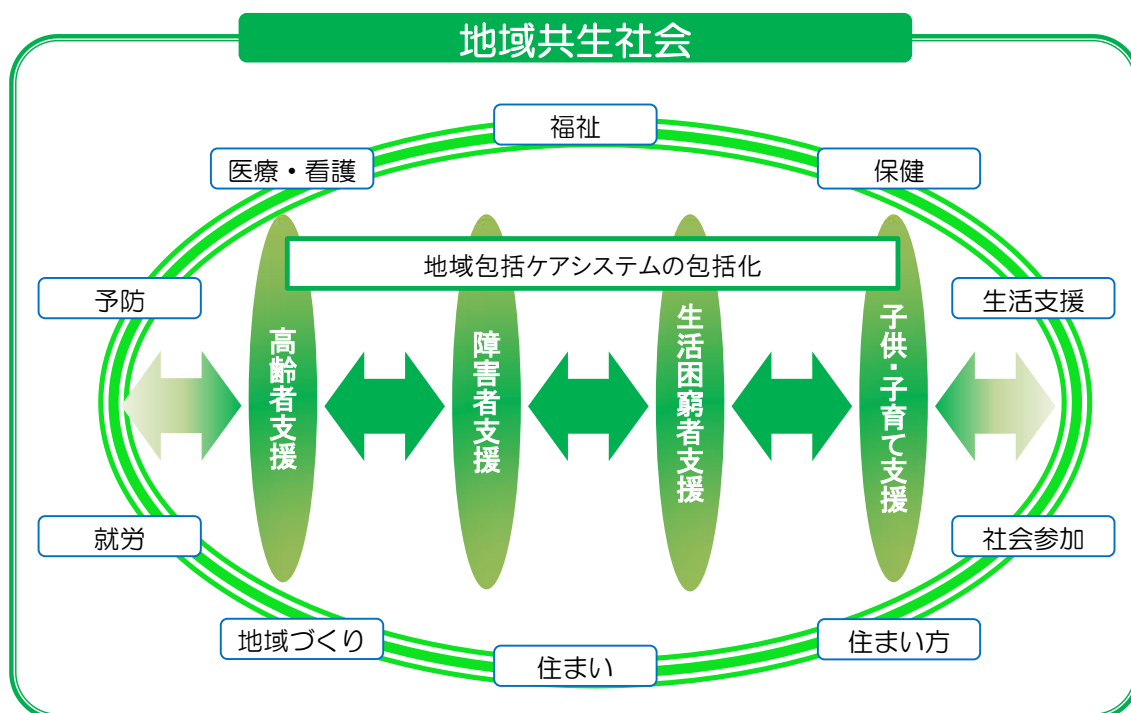 地域共生社会
福祉
医療・看護
保健
地域包括ケアシステムの包括化
予防
生活支援
高齢者支援
障害者支援
生活困窮者支援
子供・子育て支援
就労
社会参加
地域づくり
住まい
住まい方